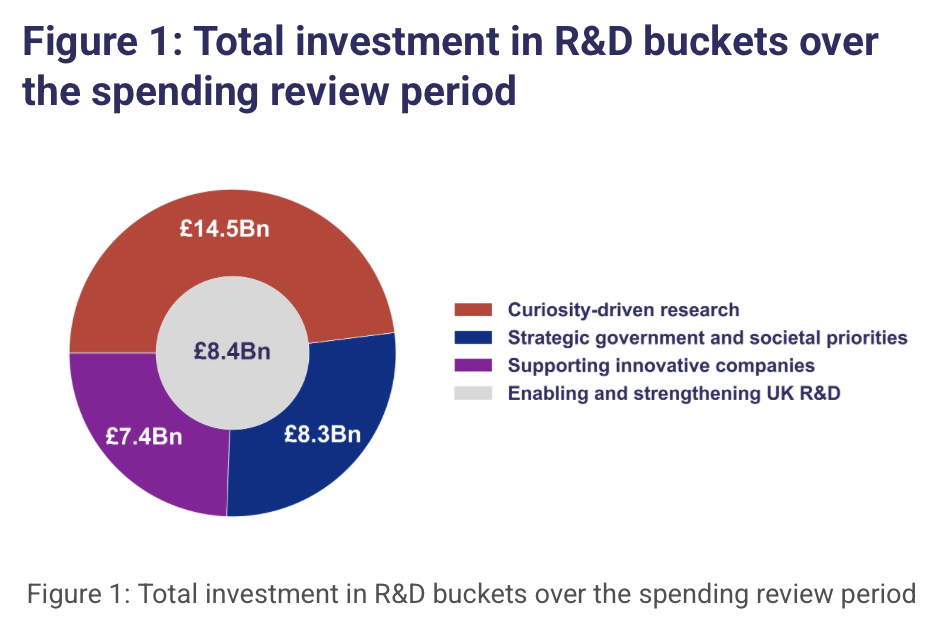 Figure 1: Total investment in R&D buckets over
the spending review period
£14.5Bn
£8.4Bn
£7.4Bn
£8.3Bn
Curiosity-driven research
Strategic government and societal priorities
Supporting innovative companies
Enabling and strengthening UK R&D
Figure 1: Total investment in R&D buckets over the spending review period